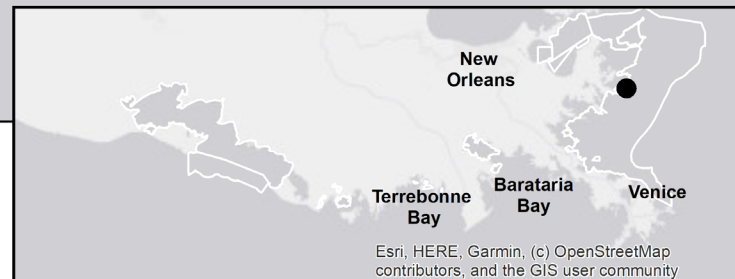 New
Orleans
Terrebonne
Bay
Barataria
Bay
Venice
Esri, HERE, Garmin, (c) OpenStreetMap
contributors, and the GIS user community